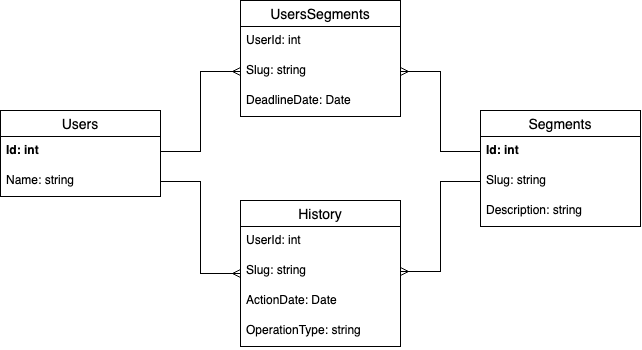 UsersSegments
UserId: int
Slug: string
DeadlineDate: Date
Users
Id: int
Name: string
Segments
Id: int
Slug: string
Description: string
History
UserId: int
Slug: string
ActionDate: Date
OperationType: string